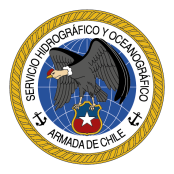 SERVICIO HIDROGRÁFICO Y OCEANOGRÁFICO
ARMADA DE CHILE